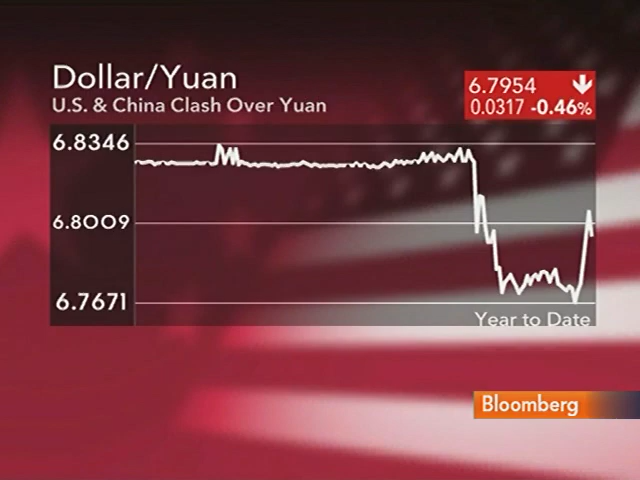 Dollar/Yuan
U.S. & China Clash Over Yuan
6.7954
0.0317 -0.46%
6.8346
6.8009
6.7671
Year to Date
Bloomberg